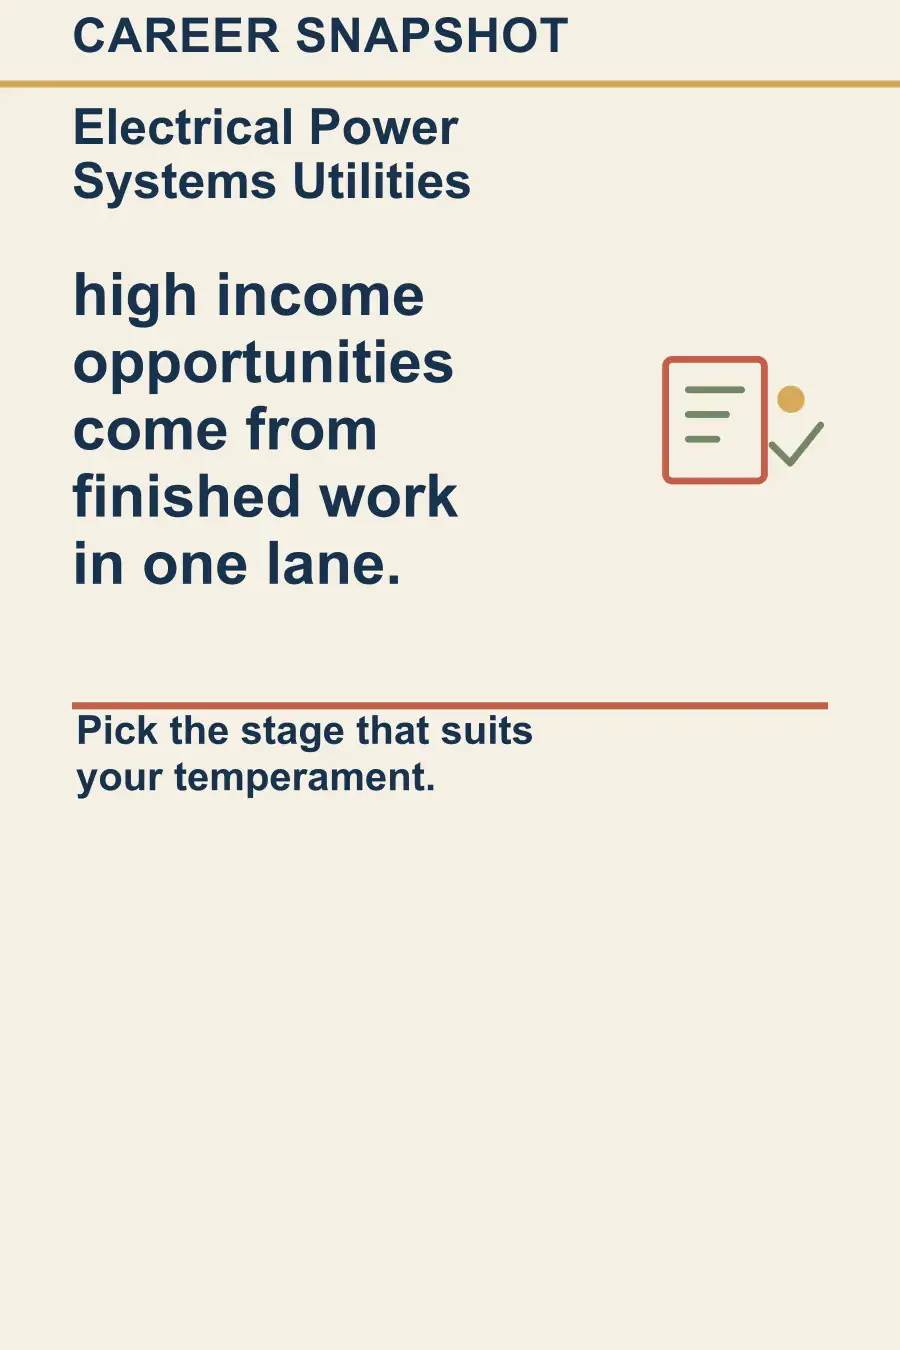 CAREER SNAPSHOT
Electrical Power
Systems Utilities
high income
opportunities
come from
finished work
in one lane.
Pick the stage that suits
your temperament.